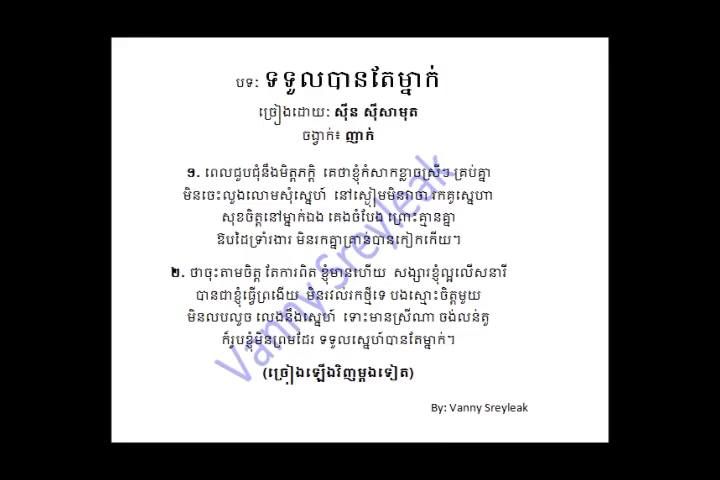 បទ: ទទួលបានតែម្នាក់
ច្រៀងដោយ: ស៊ីន ស៊ីសាមុត
ចង្វាក់៖ ញាក់
១. ពេលជួបជុំនឹងមិត្តភក្តិ គេថាខ្ញុំកំសាកខ្លាចស្រីៗ គ្រប់គ្នា
មិនចេះលួងលោមសុំស្នេហ៍ នៅស្ងៀមមិនវាចា រកគូស្នេហា
សុខចិត្តនៅម្នាក់ឯង គេងចំបែង ព្រោះគ្មានគ្នា
ឱបដៃទ្រាំរងារ មិនរកគ្នាគ្រាន់បានកៀកកើយ។
២. ថាចុះតាមចិត្ត តែការពិត ខ្ញុំមានហើយ សង្សារខ្ញុំល្អលើសនារី
បានជាខ្ញុំធ្វើព្រងើយ មិនរវល់រកថ្មីទេ បងស្មោះចិត្តមួយ
មិនលបលួច លេងនឹងស្នេហ៍ ទោះមានស្រីណា ចង់លន់តួ
ក៏រូបខ្ញុំមិនព្រមដែរ ទទួលស្នេហ៍បានតែម្នាក់។
(ច្រៀងឡើងវិញម្តងទៀត)
By: Vanny Sreyleak
Vanny Sreyleak